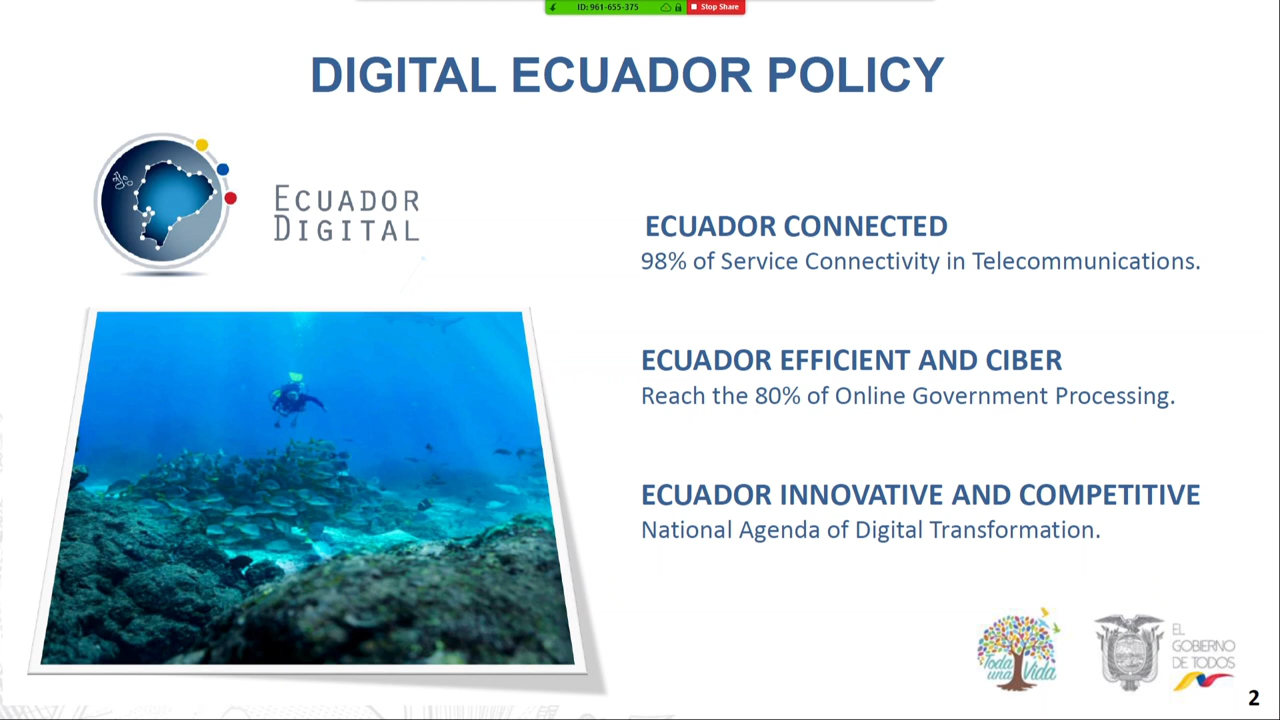 ID: 961-655-375
Stop Share
DIGITAL ECUADOR POLICY
ECUADOR
DIGITAL
ECUADOR CONNECTED
98% of Service Connectivity in Telecommunications.
ECUADOR EFFICIENT AND CIBER
Reach the 80% of Online Government Processing.
ECUADOR INNOVATIVE AND COMPETITIVE
National Agenda of Digital Transformation.
Toda
una Vida
EL
GOBIERNO
DE TODOS
2